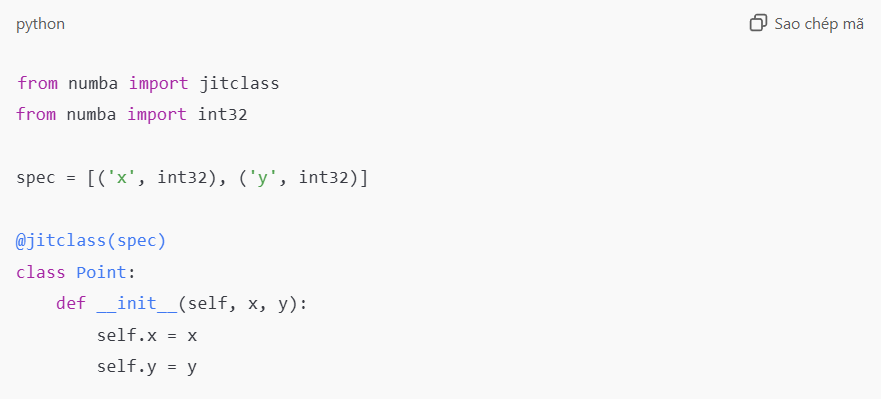 python
Sao chép mã
from numba import jitclass
from numba import int32
spec = [('x', int32), ('y', int32)]
@jitclass(spec)
class Point:
    def __init__(self, x, y):
        self.x = x
        self.y = y